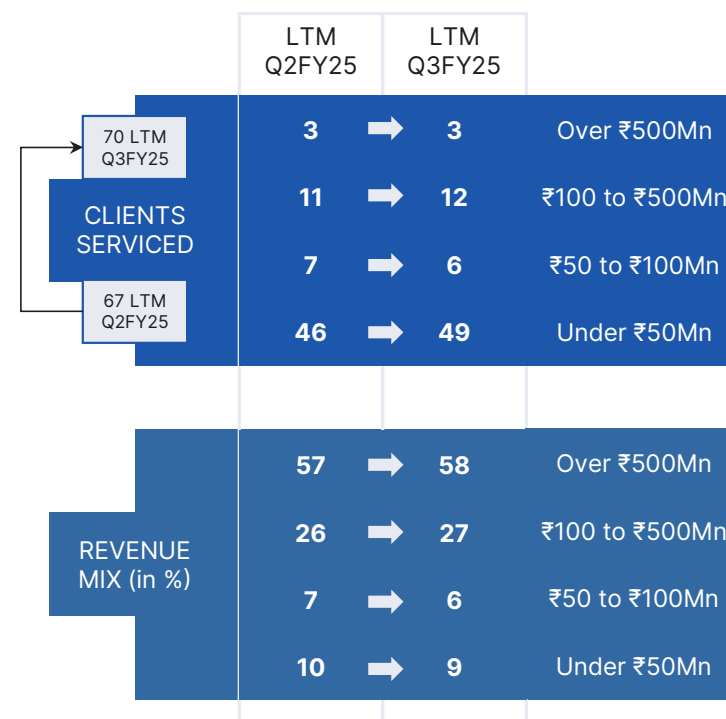 LTM
Q2FY25
LTM
Q3FY25
70 LTM
Q3FY25
CLIENTS
SERVICED
67 LTM
Q2FY25
3 3 Over ₹500Mn
11 12 ₹100 to ₹500Mn
7 6 ₹50 to ₹100Mn
46 49 Under ₹50Mn
REVENUE
MIX (in %)
57 58 Over ₹500Mn
26 27 ₹100 to ₹500Mn
7 6 ₹50 to ₹100Mn
10 9 Under ₹50Mn